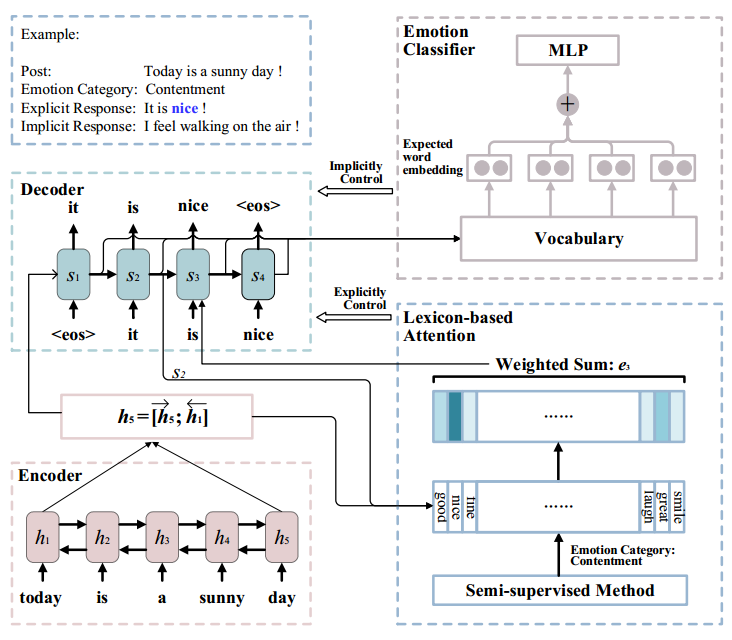 Example:
Post: Today is a sunny day !
Emotion Category: Contentment
Explicit Response: It is nice !
Implicit Response: I feel walking on the air !
Emotion
Classifier
MLP
+
Expected
word
embedding
Vocabulary
Implicitly
Control
Decoder
it is nice <eos>
s1 s2 s3 s4
<eos> it is nice
Explicitly
Control
Lexicon-based
Attention
Weighted Sum: e3
s2
......
h5=[h→5; h←1]
good nice fine ...... laugh great smile
Emotion Category:
Contentment
Semi-supervised Method
Encoder
h1 h2 h3 h4 h5
today is a sunny day